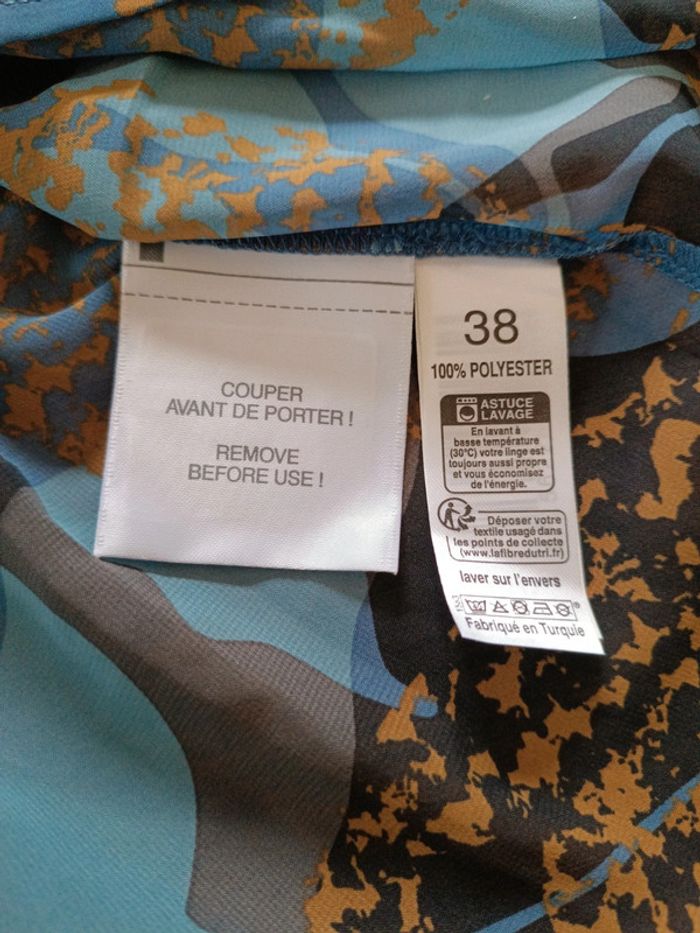 COUPER
AVANT DE PORTER !
REMOVE
BEFORE USE !
38
100% POLYESTER
ASTUCE
LAVAGE
En lavant à
basse température
(30°C) votre linge est
toujours aussi propre
et vous économisez
de l'énergie.
Déposer votre
textile usagé dans
les points de collecte
(www.lafibredutri.fr)
laver sur l'envers
Fabriqué en Turquie